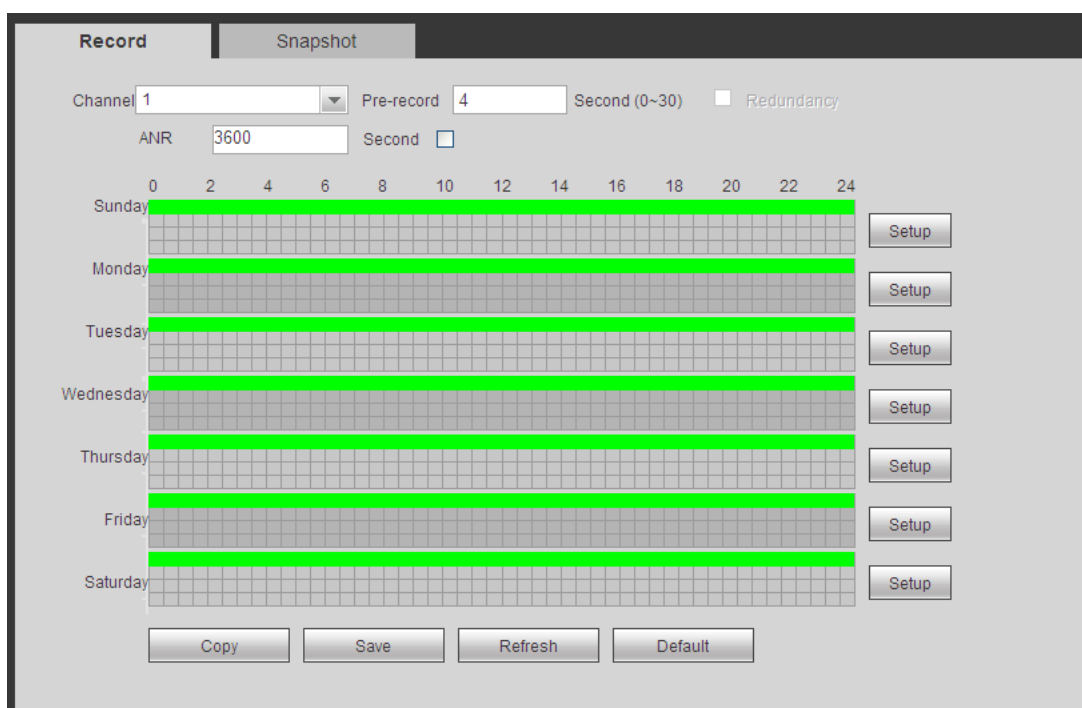 Record Snapshot
Channel 1 Pre-record 4 Second (0~30) Redundancy
ANR 3600 Second
0 2 4 6 8 10 12 14 16 18 20 22 24
Sunday
Setup
Monday
Setup
Tuesday
Setup
Wednesday
Setup
Thursday
Setup
Friday
Setup
Saturday
Setup
Copy Save Refresh Default